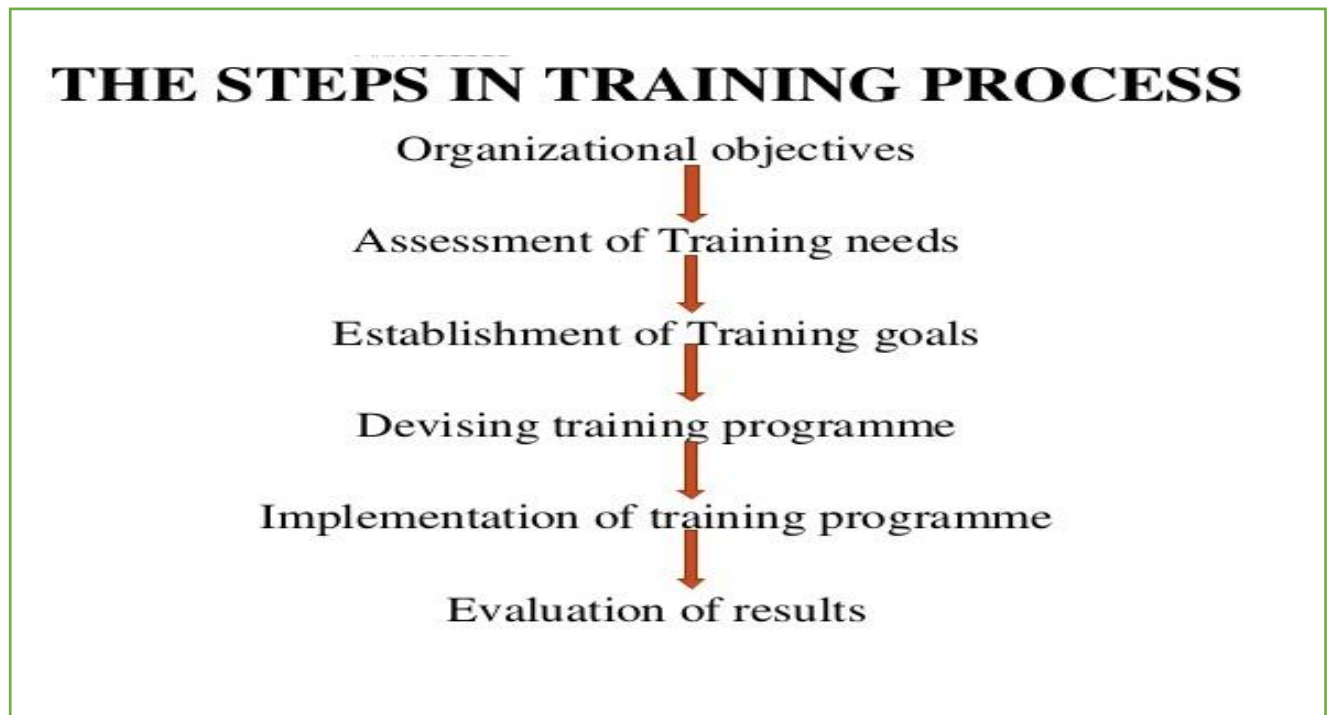 THE STEPS IN TRAINING PROCESS
Organizational objectives
Assessment of Training needs
Establishment of Training goals
Devising training programme
Implementation of training programme
Evaluation of results